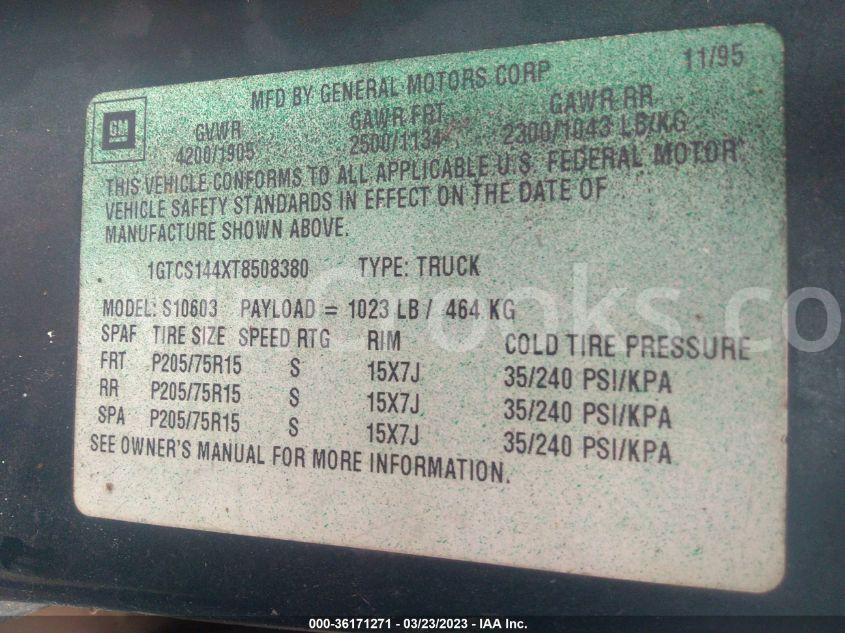 MFD BY GENERAL MOTORS CORP 11/95
GM
GVWR GAWR FRT GAWR RR
4200/1905 2500/1134 2300/1043 LB/KG
THIS VEHICLE CONFORMS TO ALL APPLICABLE U.S. FEDERAL MOTOR
VEHICLE SAFETY STANDARDS IN EFFECT ON THE DATE OF
MANUFACTURE SHOWN ABOVE.
1GTCS144XT8508380 TYPE: TRUCK
MODEL: S10603 PAYLOAD = 1023 LB/ 464 KG
SPAF TIRE SIZE SPEED RTG RIM COLD TIRE PRESSURE
FRT P205/75R15 S 15X7J 35/240 PSI/KPA
RR P205/75R15 S 15X7J 35/240 PSI/KPA
SPA P205/75R15 S 15X7J 35/240 PSI/KPA
SEE OWNER'S MANUAL FOR MORE INFORMATION.
000-36171271 - 03/23/2023 - IAA Inc.